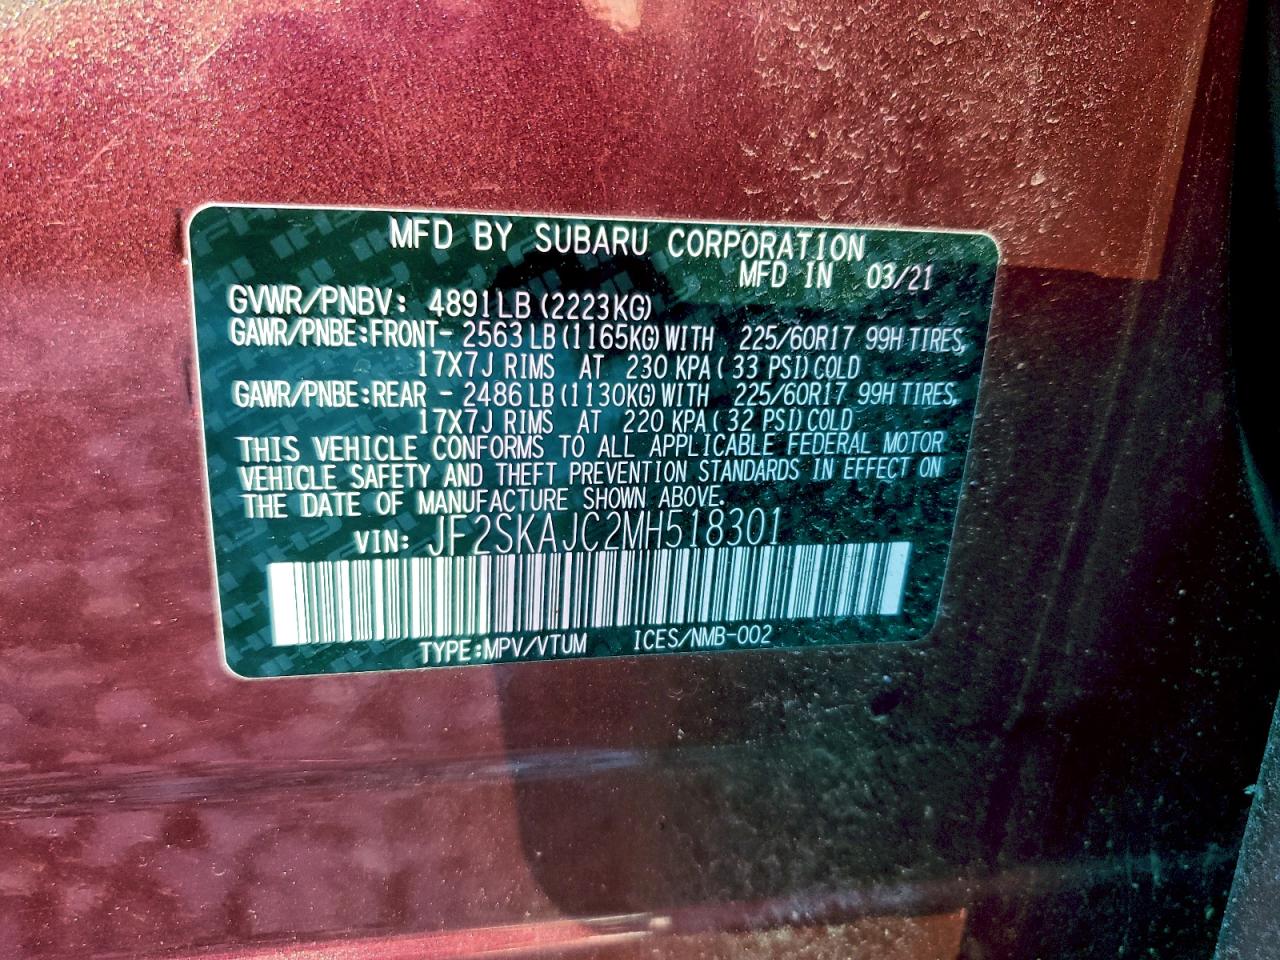 MFD BY SUBARU CORPORATION
MFD IN 03/21
GVWR/PNBV: 4891LB (2223KG)
GAWR/PNBE:FRONT- 2563 LB (1165KG) WITH 225/60R17 99H TIRES,
17X7J RIMS AT 230 KPA ( 33 PSI) COLD
GAWR/PNBE:REAR - 2486 LB (1130KG) WITH 225/60R17 99H TIRES,
17X7J RIMS AT 220 KPA ( 32 PSI) COLD
THIS VEHICLE CONFORMS TO ALL APPLICABLE FEDERAL MOTOR
VEHICLE SAFETY AND THEFT PREVENTION STANDARDS IN EFFECT ON
THE DATE OF MANUFACTURE SHOWN ABOVE.
VIN: JF2SKAJC2MH518301
TYPE:MPV/VTUM ICES/NMB-002